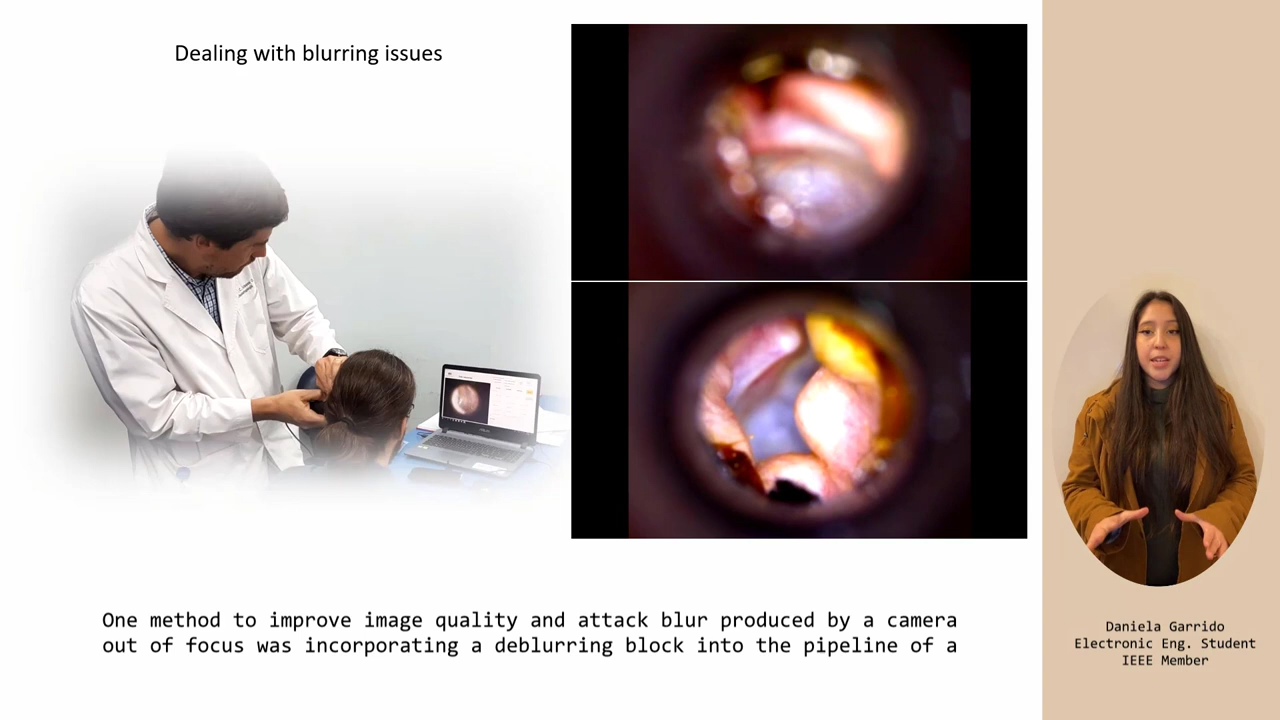 Dealing with blurring issues
One method to improve image quality and attack blur produced by a camera
out of focus was incorporating a deblurring block into the pipeline of a
Daniela Garrido
Electronic Eng. Student
IEEE Member